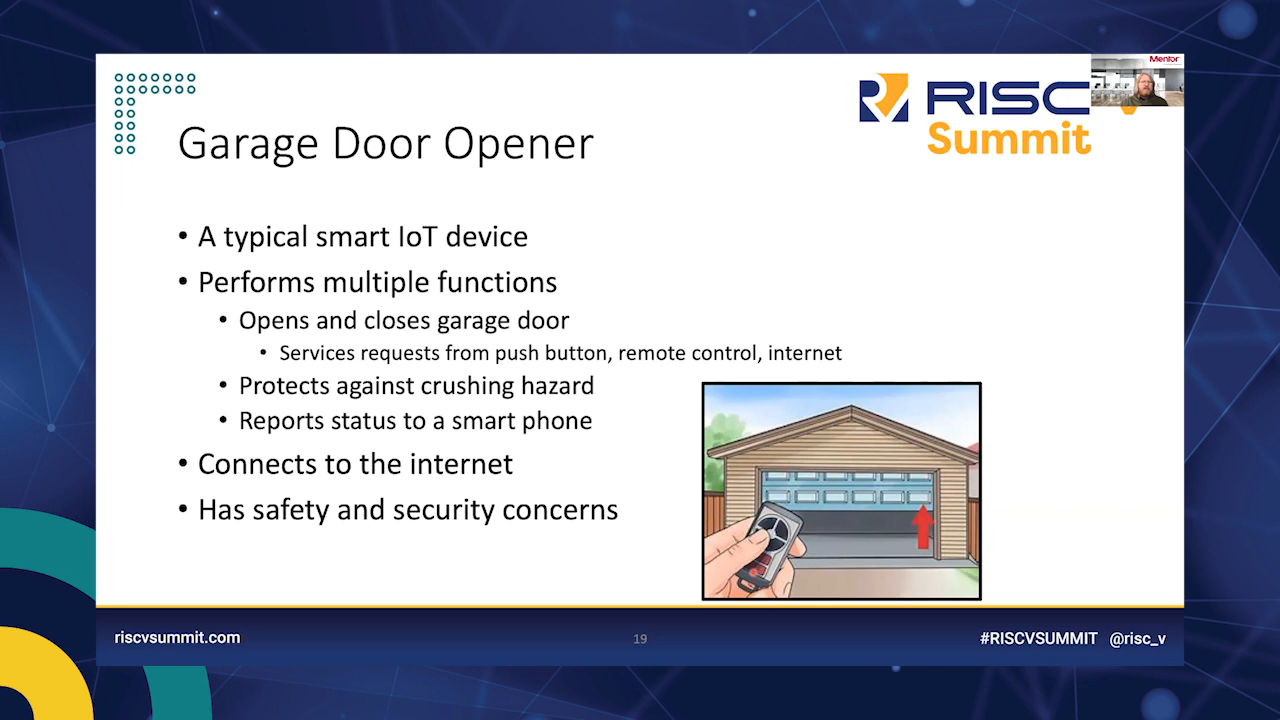 Mentor
RISC
Summit
Garage Door Opener
• A typical smart IoT device
• Performs multiple functions
• Opens and closes garage door
• Services requests from push button, remote control, internet
• Protects against crushing hazard
• Reports status to a smart phone
• Connects to the internet
• Has safety and security concerns
riscvsummit.com
19
#RISCVSUMMIT @risc_v